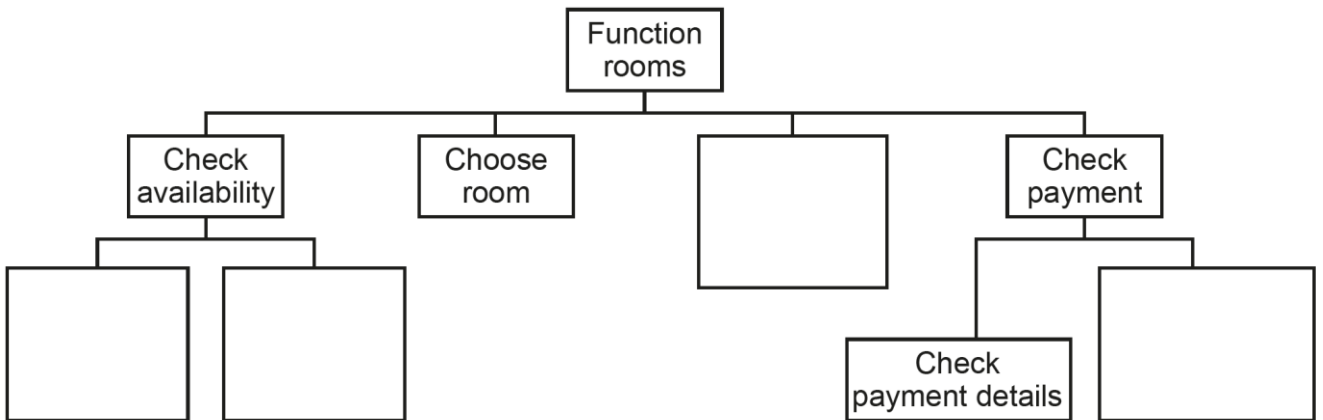 Function
rooms
Check
availability
Choose
room
Check
payment
Check
payment details